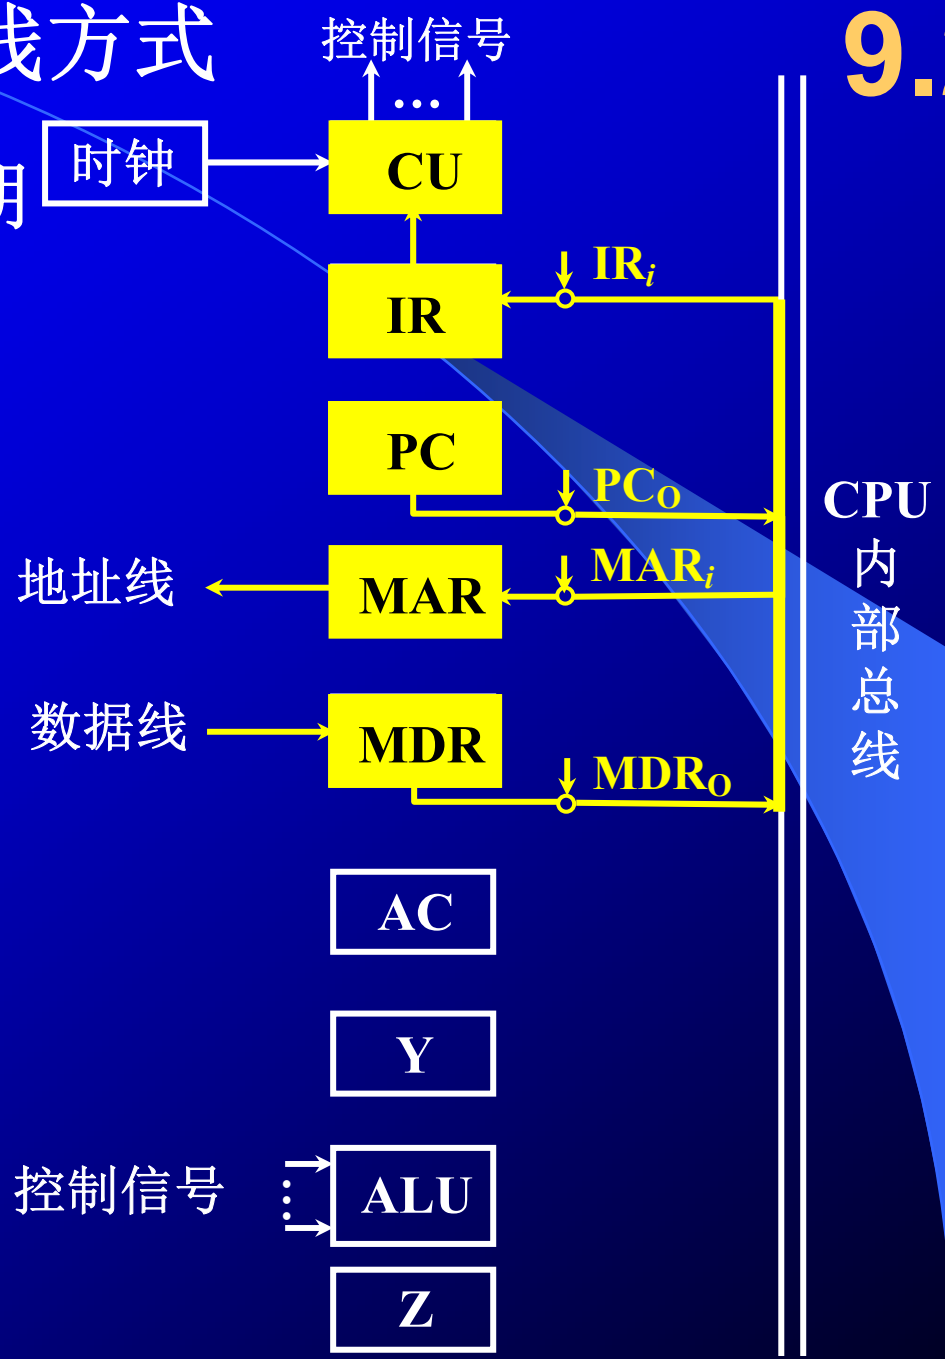 线方式
控制信号
9.
…
时钟
CU
期
IRi
IR
PC
PCO
CPU
内
部
总
线
地址线
MAR
MARi
数据线
MDR
MDRO
AC
Y
控制信号
ALU
Z